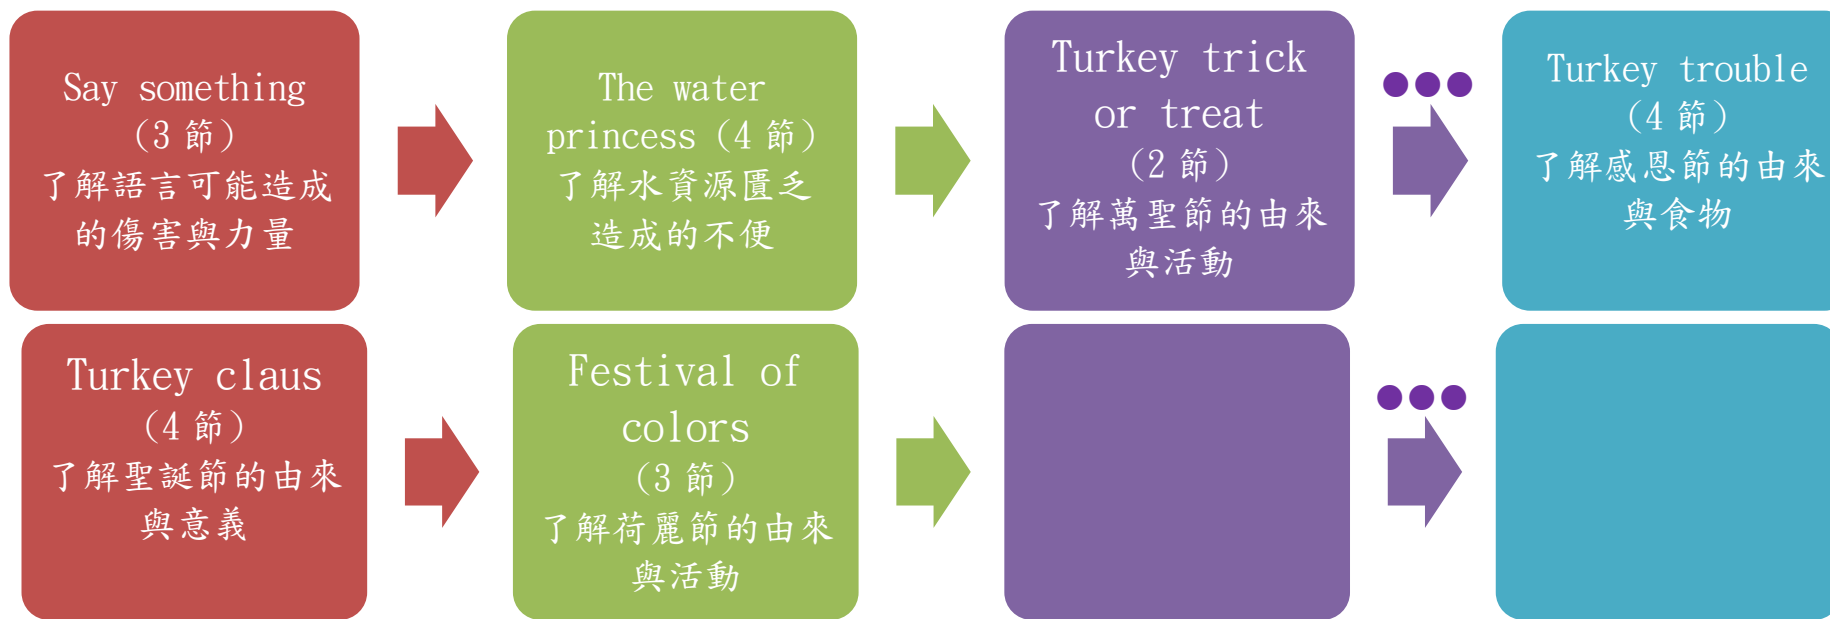 Say something
(3 節)
了解語言可能造成
的傷害與力量
The water
princess (4 節)
了解水資源匱乏
造成的不便
Turkey trick
or treat
(2 節)
了解萬聖節的由來
與活動
Turkey trouble
(4 節)
了解感恩節的由來
與食物
Turkey claus
(4 節)
了解聖誕節的由來
與意義
Festival of
colors
(3 節)
了解荷麗節的由來
與活動